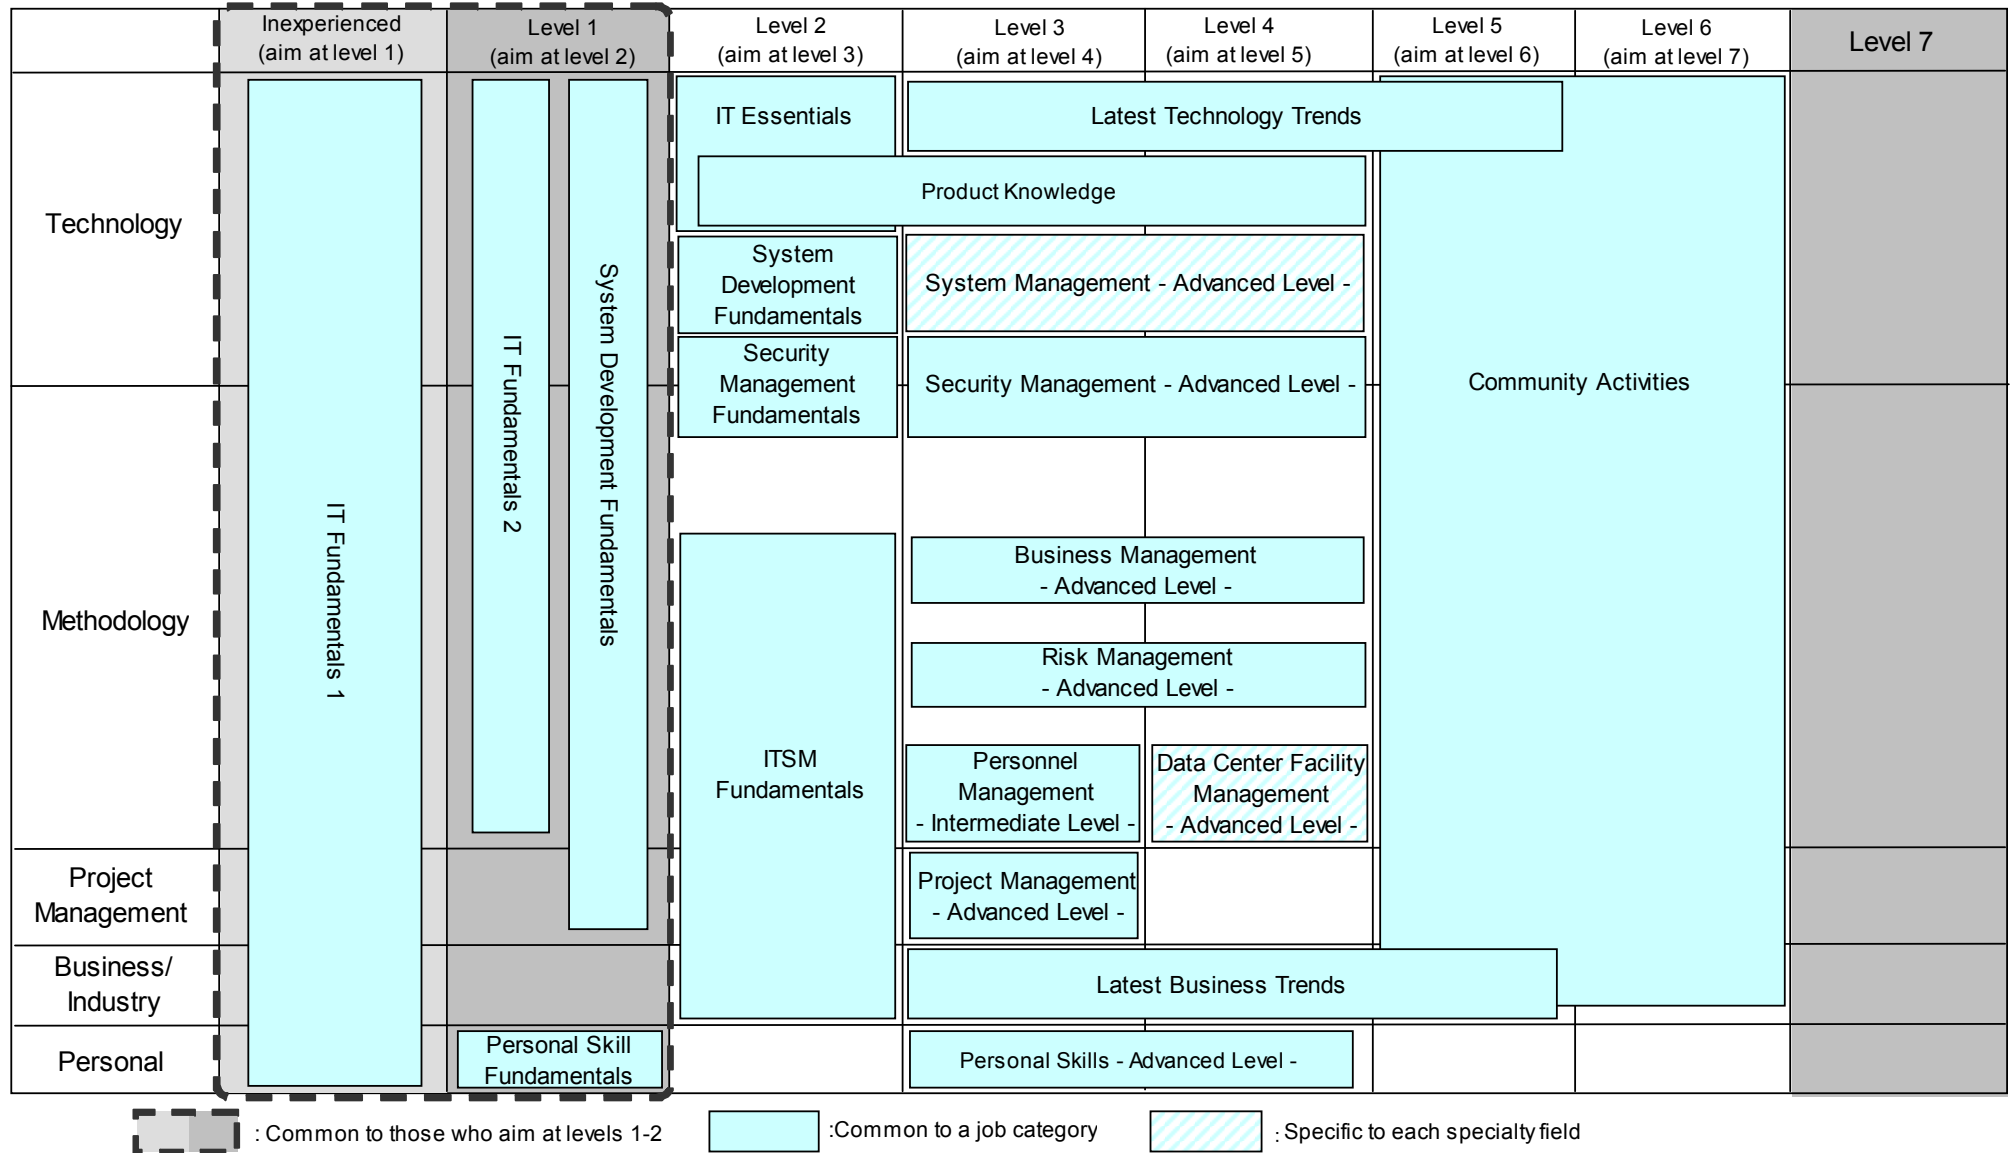 Inexperienced
(aim at level 1)
Level 1
(aim at level 2)
Level 2
(aim at level 3)
Level 3
(aim at level 4)
Level 4
(aim at level 5)
Level 5
(aim at level 6)
Level 6
(aim at level 7)
Level 7
Technology
IT Fundamentals 1
IT Fundamentals 2
System Development Fundamentals
IT Essentials
Latest Technology Trends
Product Knowledge
System
Development
Fundamentals
System Management - Advanced Level -
Security
Management
Fundamentals
Security Management - Advanced Level -
Community Activities
Methodology
ITSM
Fundamentals
Business Management
- Advanced Level -
Risk Management
- Advanced Level -
Personnel
Management
- Intermediate Level -
Data Center Facility
Management
- Advanced Level -
Project
Management
Project Management
- Advanced Level -
Business/
Industry
Latest Business Trends
Personal
Personal Skill
Fundamentals
Personal Skills - Advanced Level -
: Common to those who aim at levels 1-2
:Common to a job category
: Specific to each specialty field